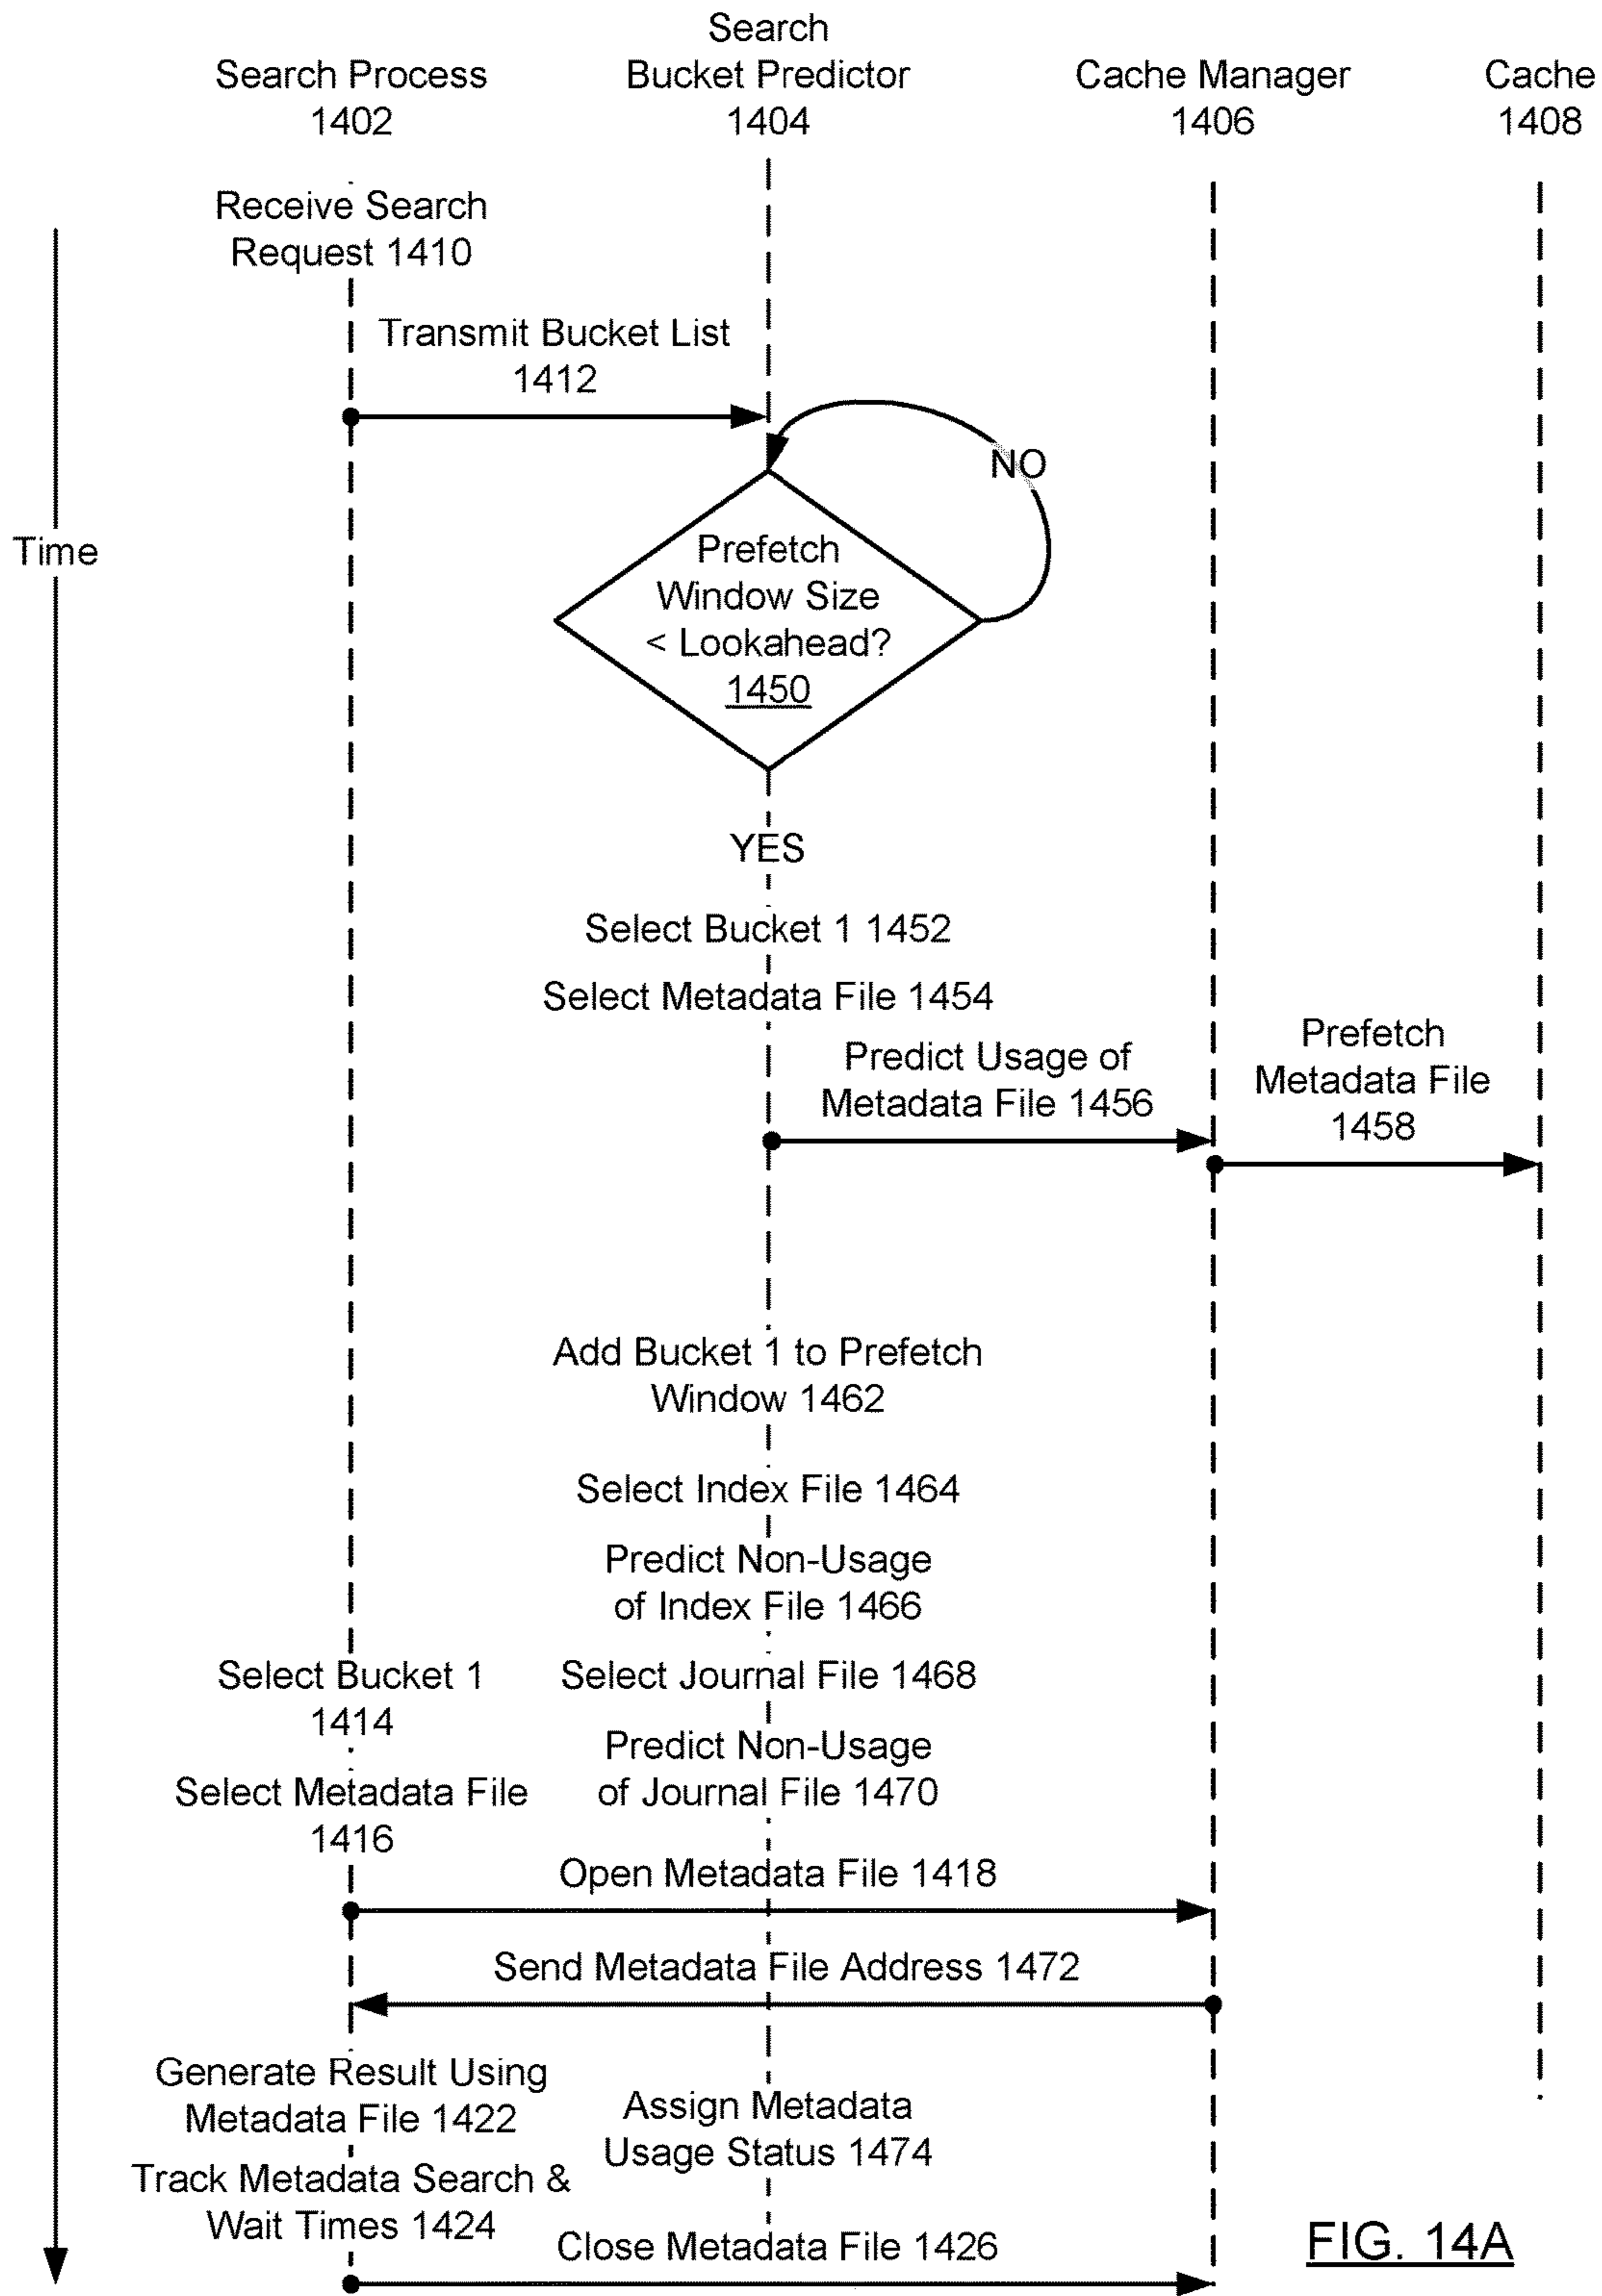 Search Process
1402
Search
Bucket Predictor
1404
Cache Manager
1406
Cache
1408
Receive Search
Request 1410
Transmit Bucket List
1412
NO
Time
Prefetch
Window Size
< Lookahead?
1450
YES
Select Bucket 1 1452
Select Metadata File 1454
Predict Usage of
Metadata File 1456
Prefetch
Metadata File
1458
Add Bucket 1 to Prefetch
Window 1462
Select Index File 1464
Predict Non-Usage
of Index File 1466
Select Bucket 1
1414
Select Journal File 1468
Predict Non-Usage
of Journal File 1470
Select Metadata File
1416
Open Metadata File 1418
Send Metadata File Address 1472
Generate Result Using
Metadata File 1422
Assign Metadata
Usage Status 1474
Track Metadata Search &
Wait Times 1424
Close Metadata File 1426
FIG. 14A